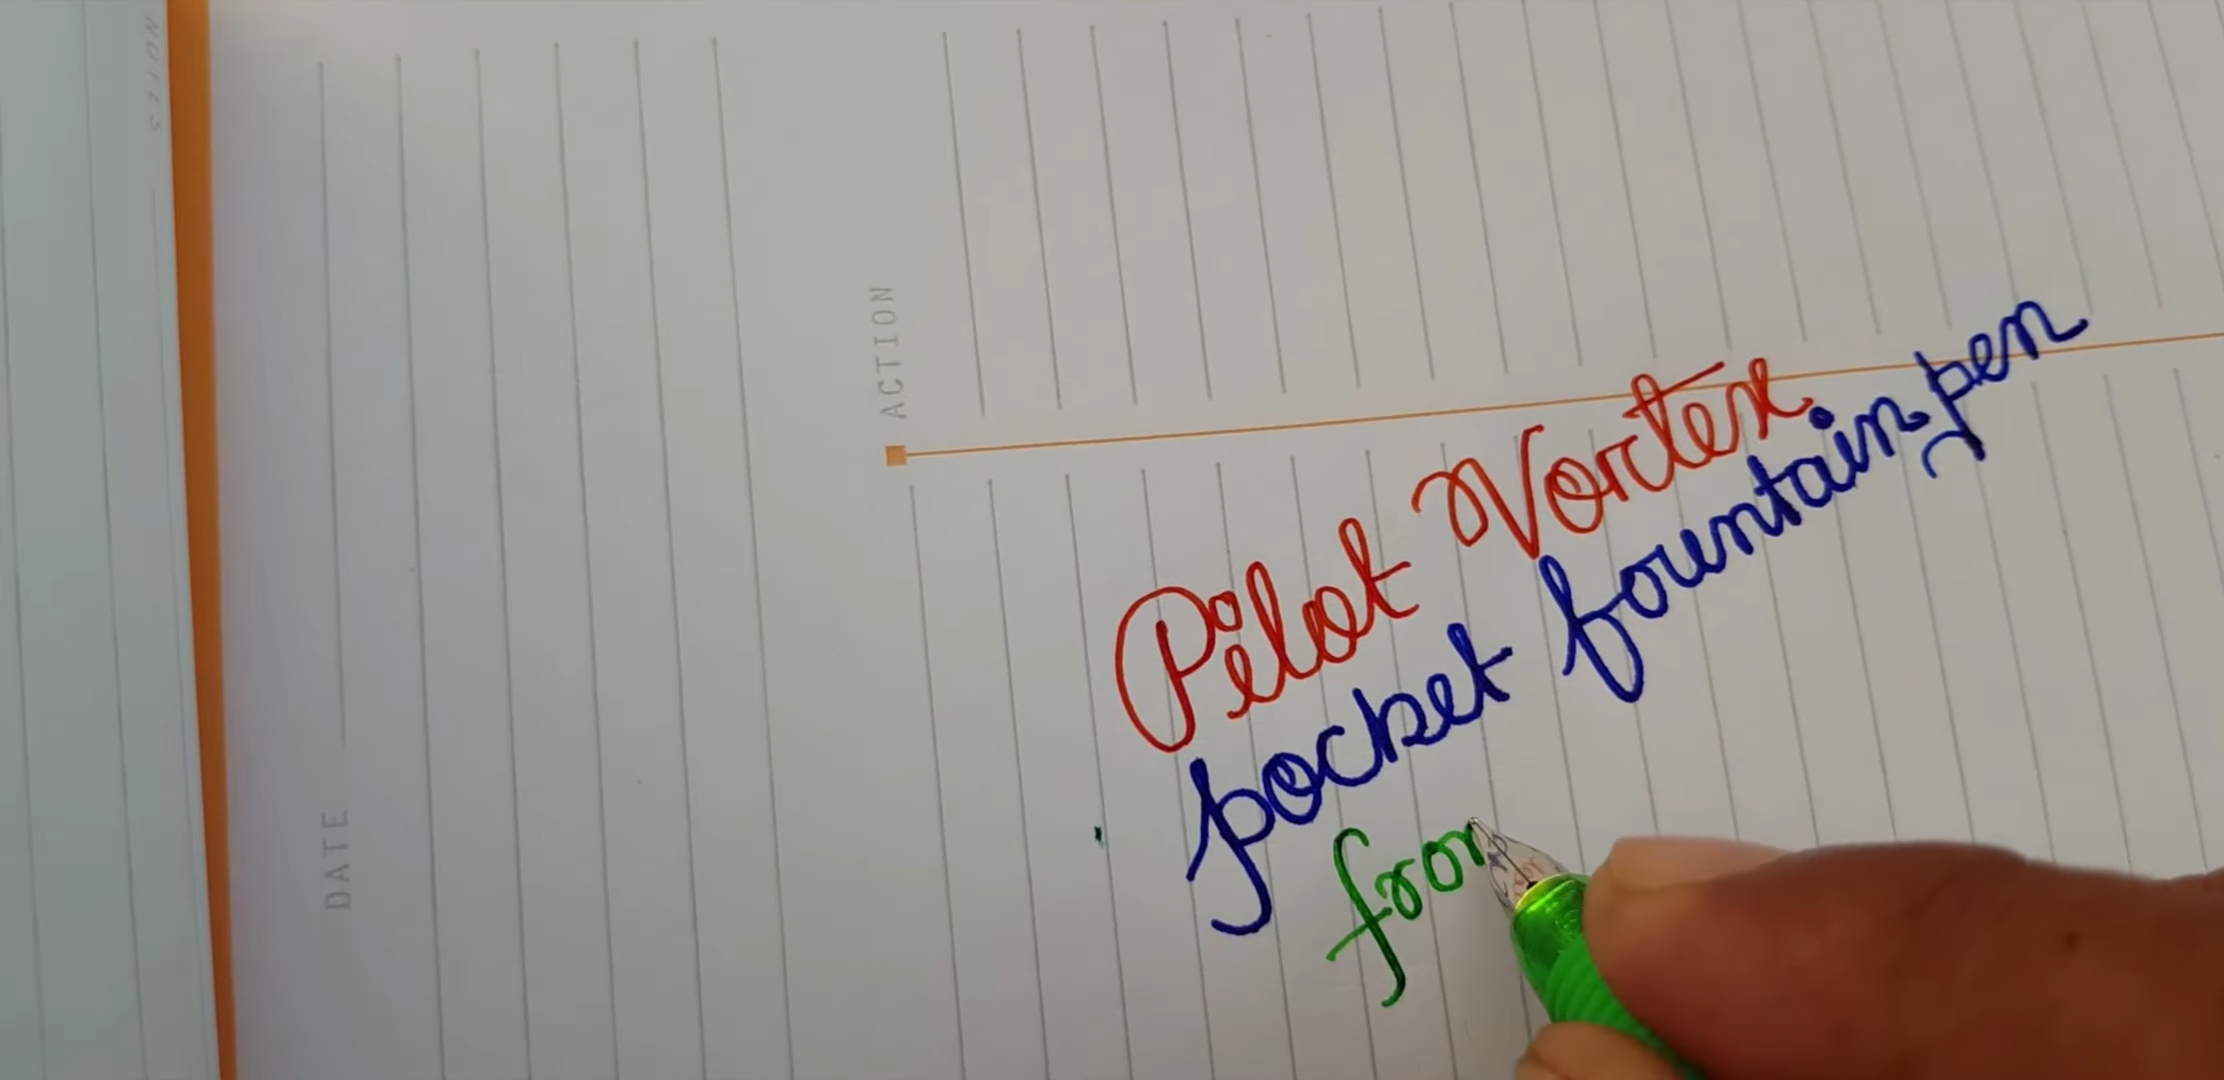 NOTES
DATE
ACTION
Pilot Vortex
pocket fountain pen
from